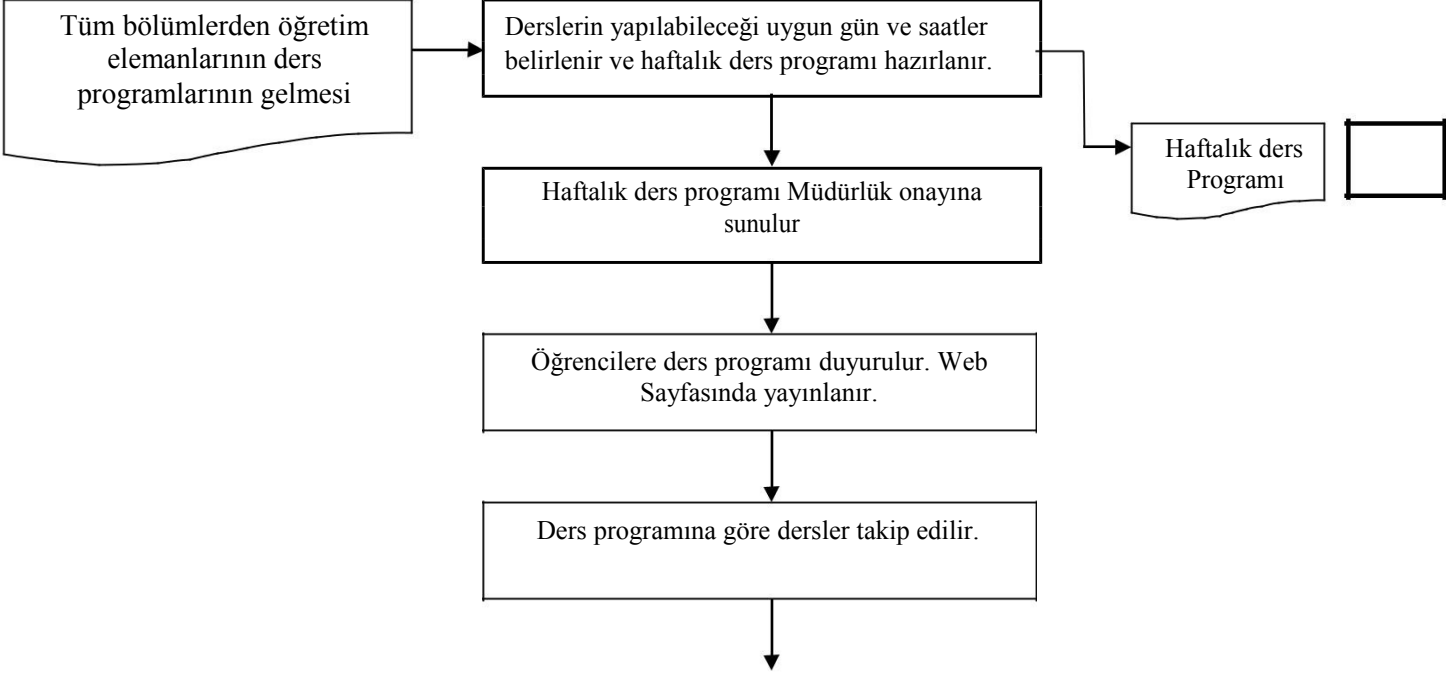 Tüm bölümlerden öğretim
elemanlarının ders
programlarının gelmesi
Derslerin yapılabileceği uygun gün ve saatler
belirlenir ve haftalık ders programı hazırlanır.
Haftalık ders
Programı
Haftalık ders programı Müdürlük onayına
sunulur
Öğrencilere ders programı duyurulur. Web
Sayfasında yayınlanır.
Ders programına göre dersler takip edilir.